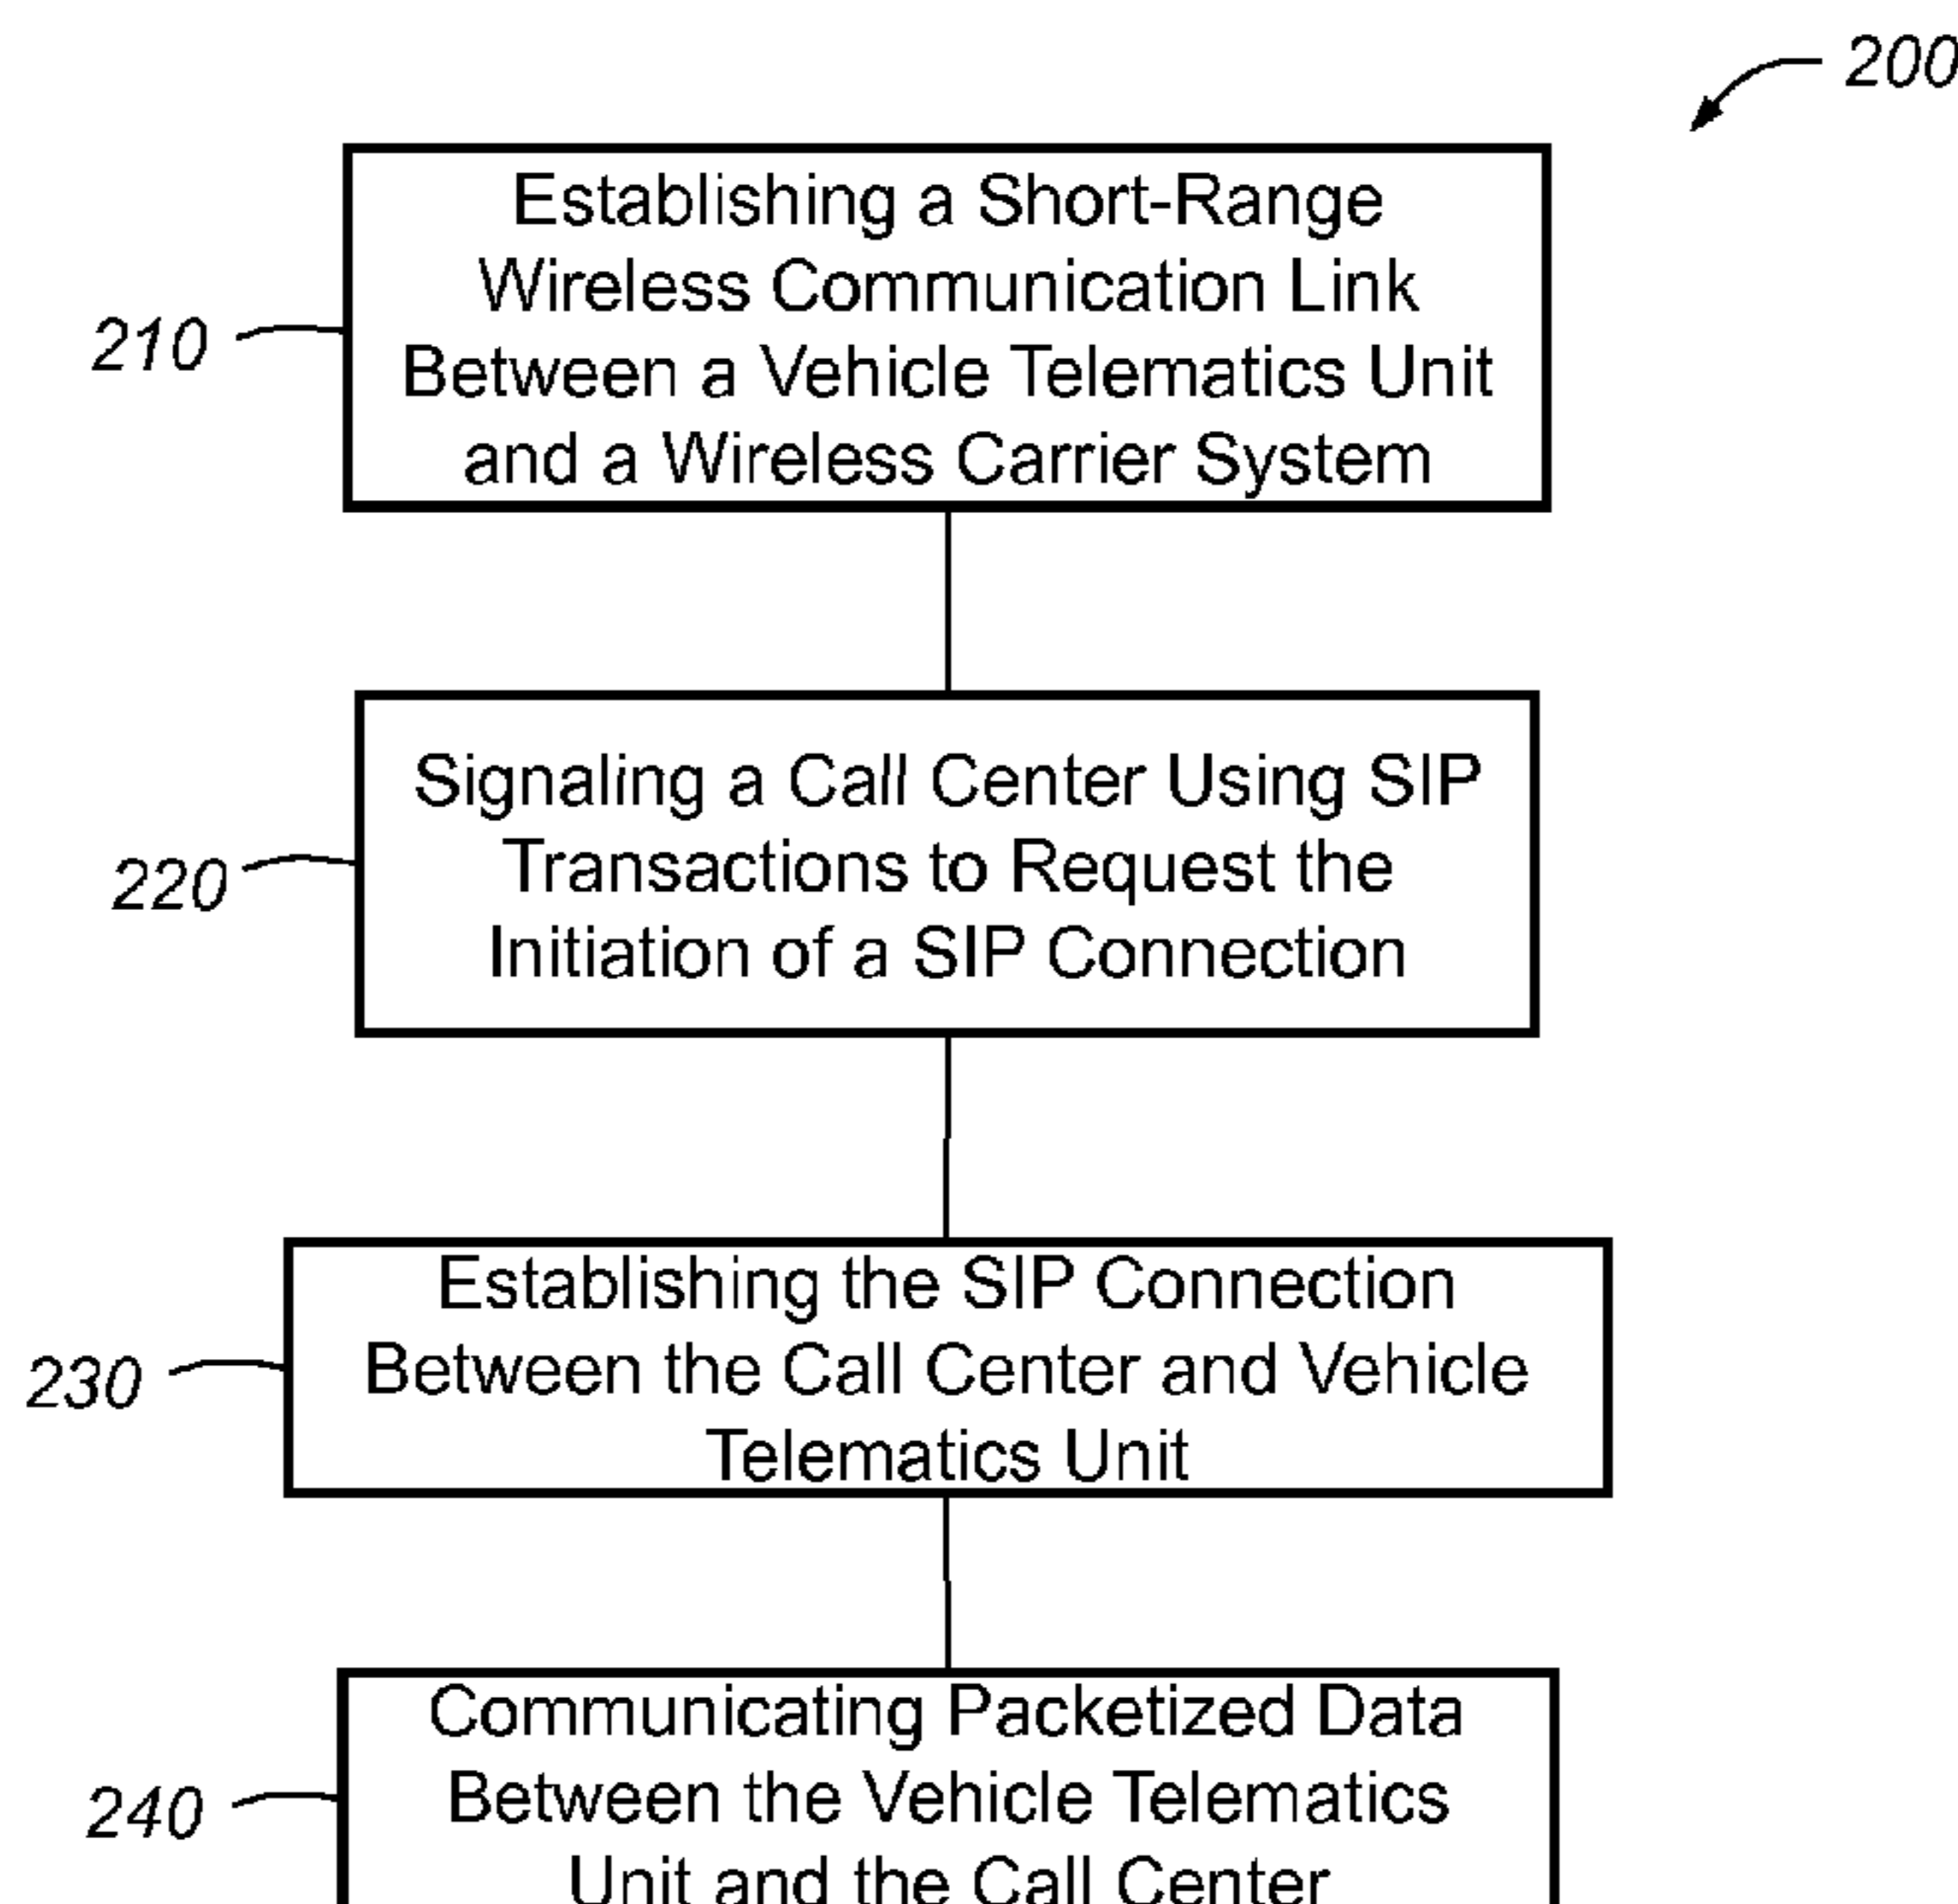 200
Establishing a Short-Range
Wireless Communication Link
Between a Vehicle Telematics Unit
and a Wireless Carrier System
210
Signaling a Call Center Using SIP
Transactions to Request the
Initiation of a SIP Connection
220
Establishing the SIP Connection
Between the Call Center and Vehicle
Telematics Unit
230
Communicating Packetized Data
Between the Vehicle Telematics
Unit and the Call Center
240